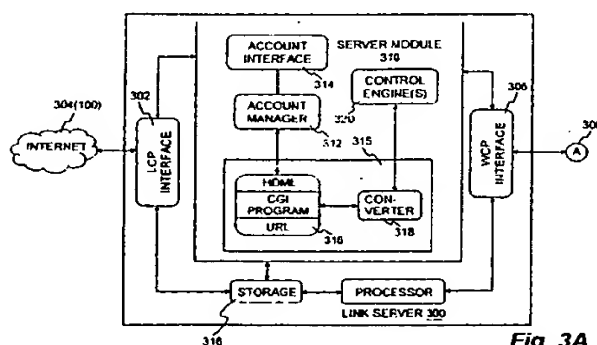 ACCOUNT
INTERFACE
314
SERVER MODULE
310
302
304(100)
INTERNET
LCP
INTERFACE
ACCOUNT
MANAGER
312
320
CONTROL
ENGINE(S)
306
WCP
INTERFACE
A
315
HDML
CGI PROGRAM
URL
316
CON-
VERTER
318
STORAGE
316
PROCESSOR
LINK SERVER 300
Fig. 3A